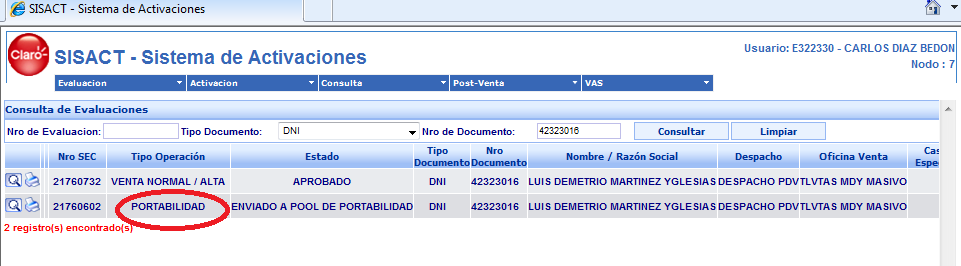 SISACT - Sistema de Activaciones
Claro
SISACT - Sistema de Activaciones
Usuario: E322330 - CARLOS DIAZ BEDON
Nodo : 7
Evaluacion Activacion Consulta Post-Venta VAS
Consulta de Evaluaciones
Nro de Evaluacion: Tipo Documento: DNI Nro de Documento: 42323016 Consultar Limpiar
Nro SEC Tipo Operación Estado Tipo Documento Nro Documento Nombre / Razón Social Despacho Oficina Venta Cas Espec
21760732 VENTA NORMAL / ALTA APROBADO DNI 42323016 LUIS DEMETRIO MARTINEZ YGLESIAS DESPACHO PDV TLVTAS MDY MASIVO
21760602 PORTABILIDAD ENVIADO A POOL DE PORTABILIDAD DNI 42323016 LUIS DEMETRIO MARTINEZ YGLESIAS DESPACHO PDV TLVTAS MDY MASIVO
2 registro(s) encontrado(s)